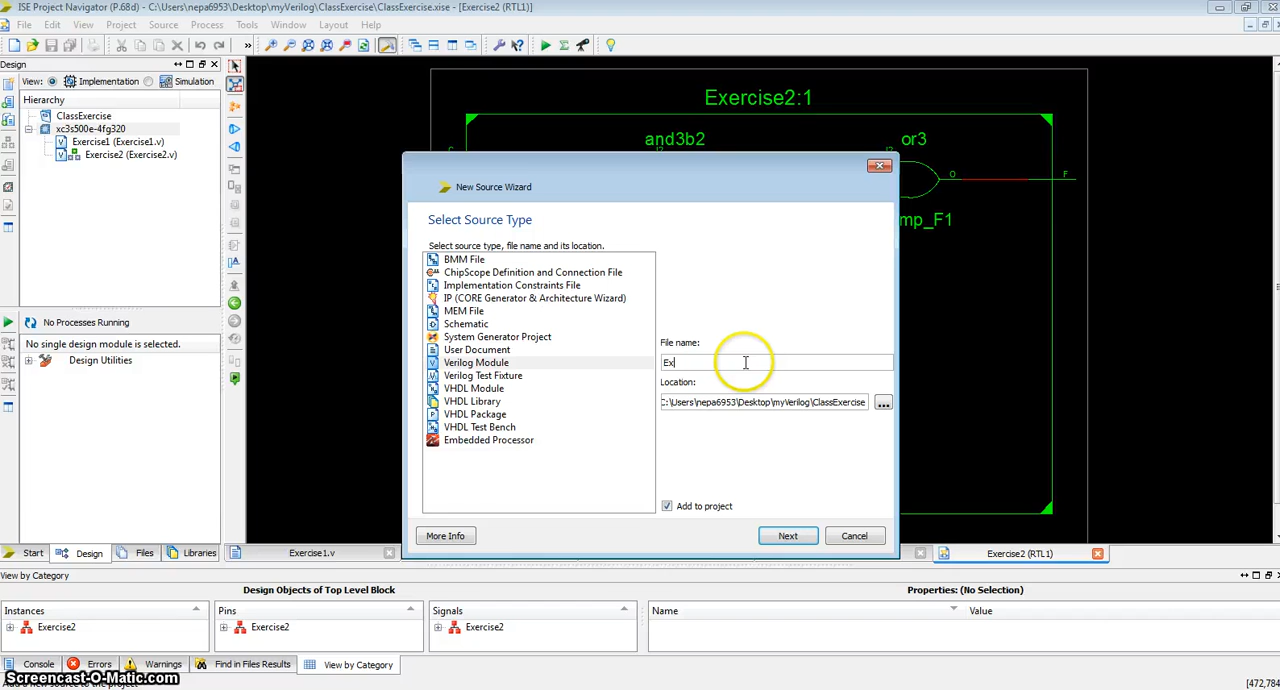 ISE Project Navigator (P.68d) - C:\Users\nepa6953\Desktop\myVerilog\ClassExercise\ClassExercise.xise - [Exercise2 (RTL1)]
File Edit View Project Source Process Tools Window Layout Help
»
Design
View: Implementation Simulation
Hierarchy
ClassExercise
xc3s500e-4fg320
Exercise1 (Exercise1.v)
Exercise2 (Exercise2.v)
No Processes Running
No single design module is selected.
Design Utilities
Exercise2:1
and3b2
or3
O
F
mp_F1
New Source Wizard
Select Source Type
Select source type, file name and its location.
BMM File
ChipScope Definition and Connection File
Implementation Constraints File
IP (CORE Generator & Architecture Wizard)
MEM File
Schematic
System Generator Project
User Document
Verilog Module
Verilog Test Fixture
VHDL Module
VHDL Library
VHDL Package
VHDL Test Bench
Embedded Processor
File name:
Ex
Location:
C:\Users\nepa6953\Desktop\myVerilog\ClassExercise
...
Add to project
More Info
Next
Cancel
Start Design Files Libraries
Exercise1.v
Exercise2 (RTL1)
View by Category
Design Objects of Top Level Block
Properties: (No Selection)
Instances
Pins
Signals
Name
Value
Exercise2
Exercise2
Exercise2
Console Errors Warnings Find in Files Results View by Category
Screencast-O-Matic.com
[472,784